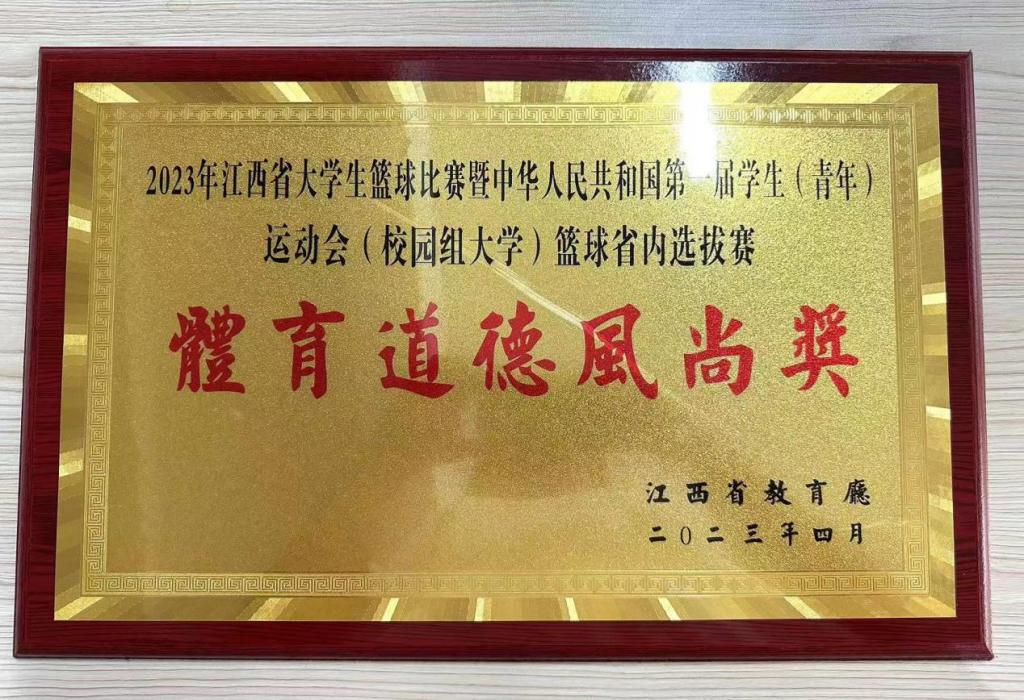 2023年江西省大学生篮球比赛暨中华人民共和国第一届学生（青年）
运动会（校园组大学）篮球省内选拔赛
體育道德風尚奬
江西省教育廳
二〇二三年四月